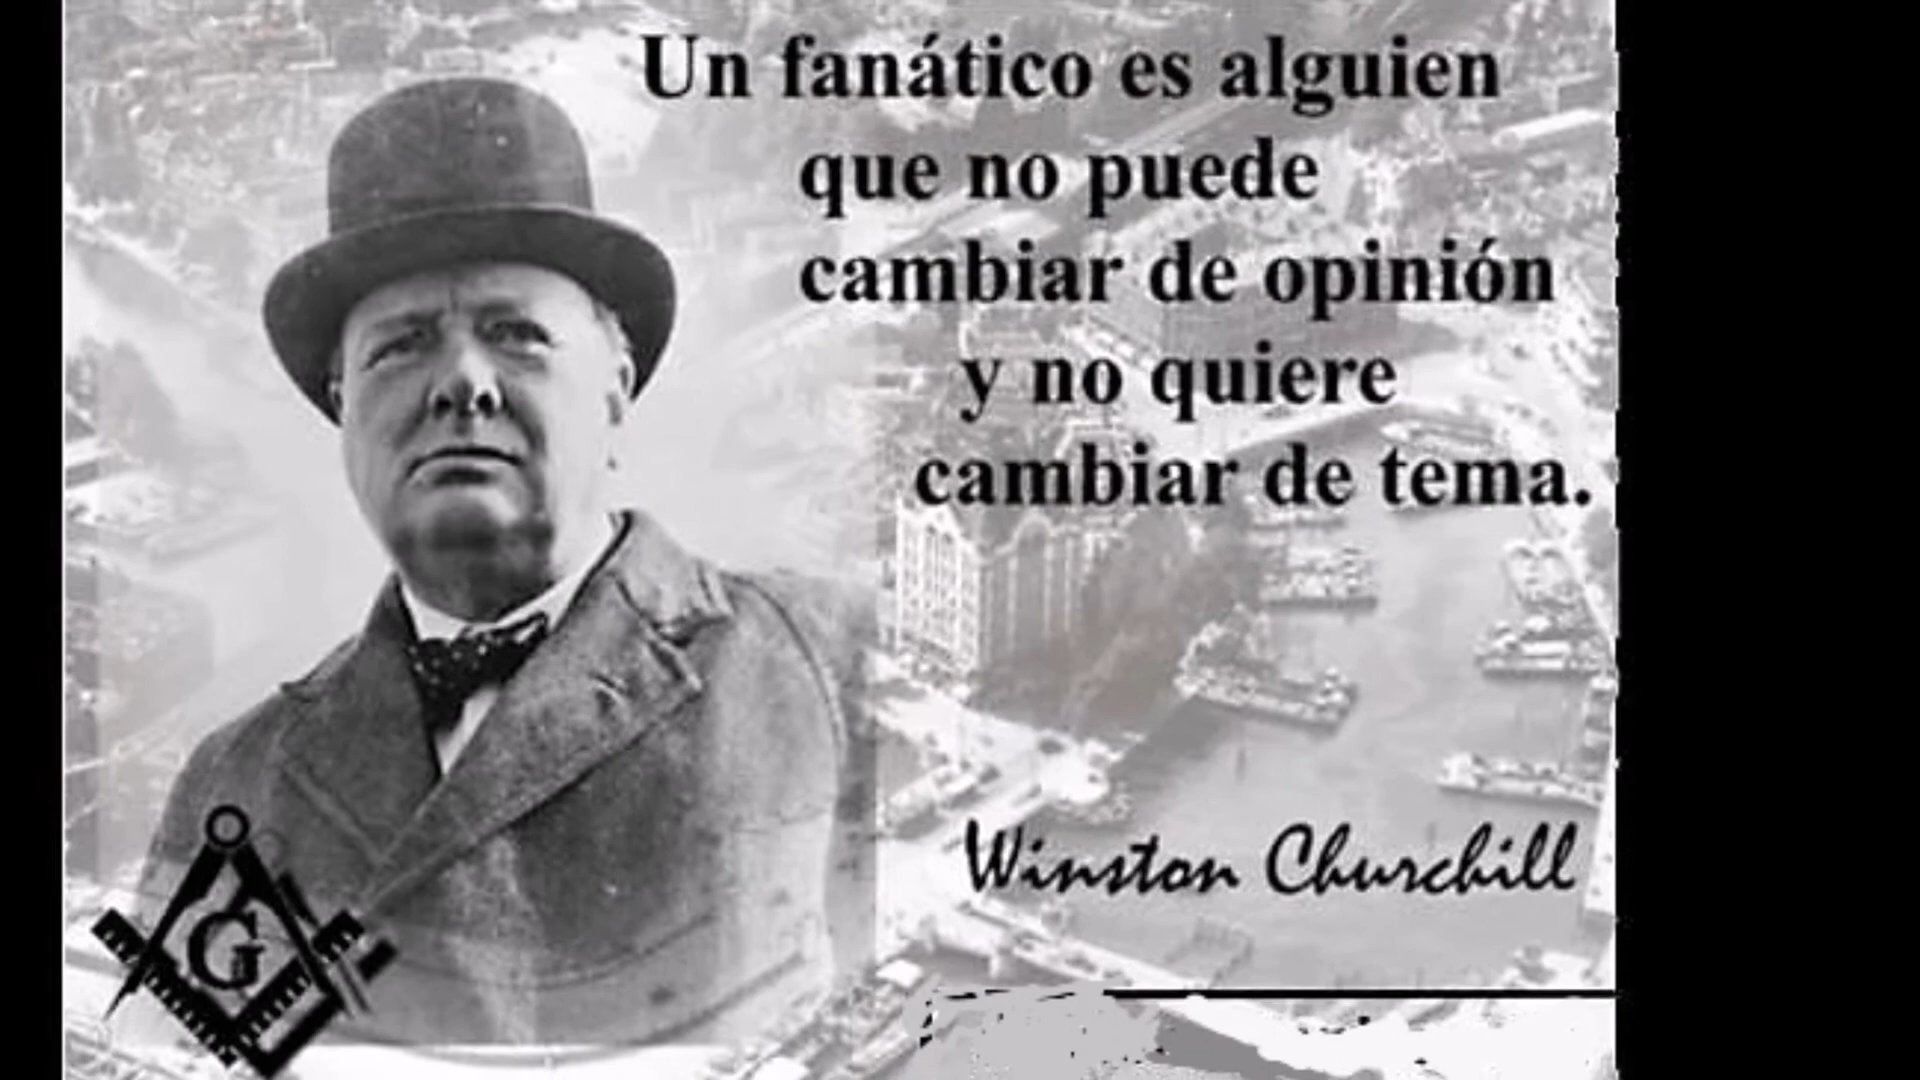 Un fanático es alguien
que no puede
cambiar de opinión
y no quiere
cambiar de tema.
Winston Churchill
G